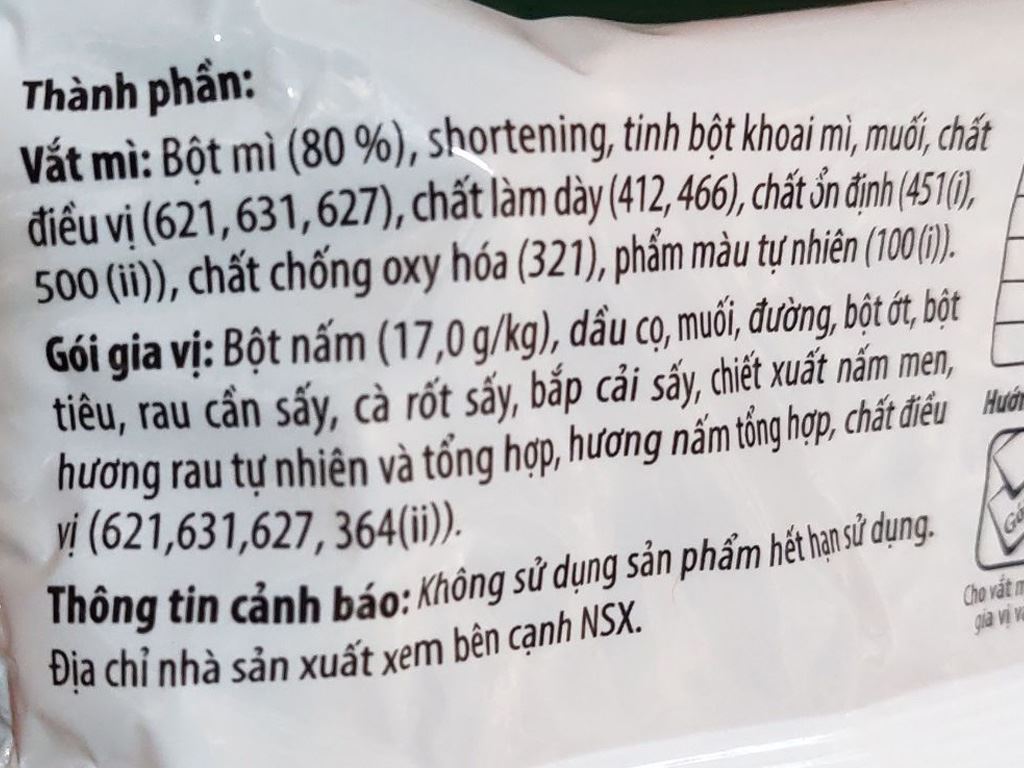 Thành phần:
Vắt mì: Bột mì (80 %), shortening, tinh bột khoai mì, muối, chất
điều vị (621, 631, 627), chất làm dày (412, 466), chất ổn định (451(i),
500 (ii)), chất chống oxy hóa (321), phẩm màu tự nhiên (100(i)).
Gói gia vị: Bột nấm (17,0 g/kg), dầu cọ, muối, đường, bột ớt, bột
tiêu, rau cần sấy, cà rốt sấy, bắp cải sấy, chiết xuất nấm men,
hương rau tự nhiên và tổng hợp, hương nấm tổng hợp, chất điều
vị (621,631,627, 364(ii)).
Thông tin cảnh báo: Không sử dụng sản phẩm hết hạn sử dụng.
Địa chỉ nhà sản xuất xem bên cạnh NSX.
Cho vắt
gia vị